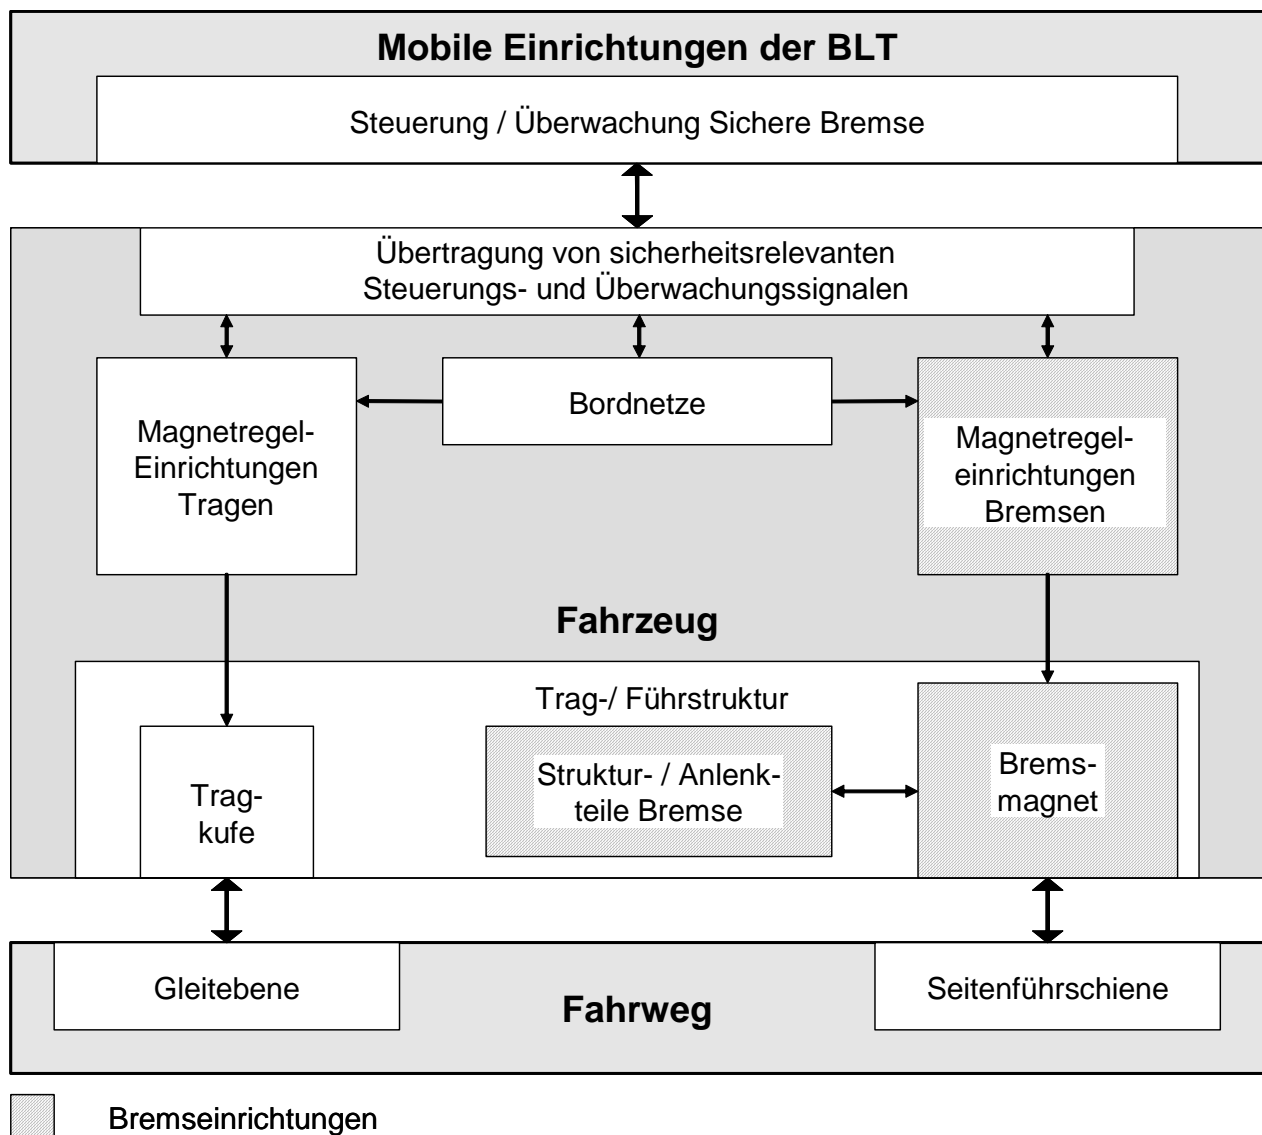 Mobile Einrichtungen der BLT
Steuerung / Überwachung Sichere Bremse
Übertragung von sicherheitsrelevanten
Steuerungs- und Überwachungssignalen
Magnetregel-
Einrichtungen
Tragen
Bordnetze
Magnetregel-
einrichtungen
Bremsen
Fahrzeug
Trag-/ Führstruktur
Trag-
kufe
Struktur- / Anlenk-
teile Bremse
Brems-
magnet
Gleitebene
Fahrweg
Seitenführschiene
Bremseinrichtungen